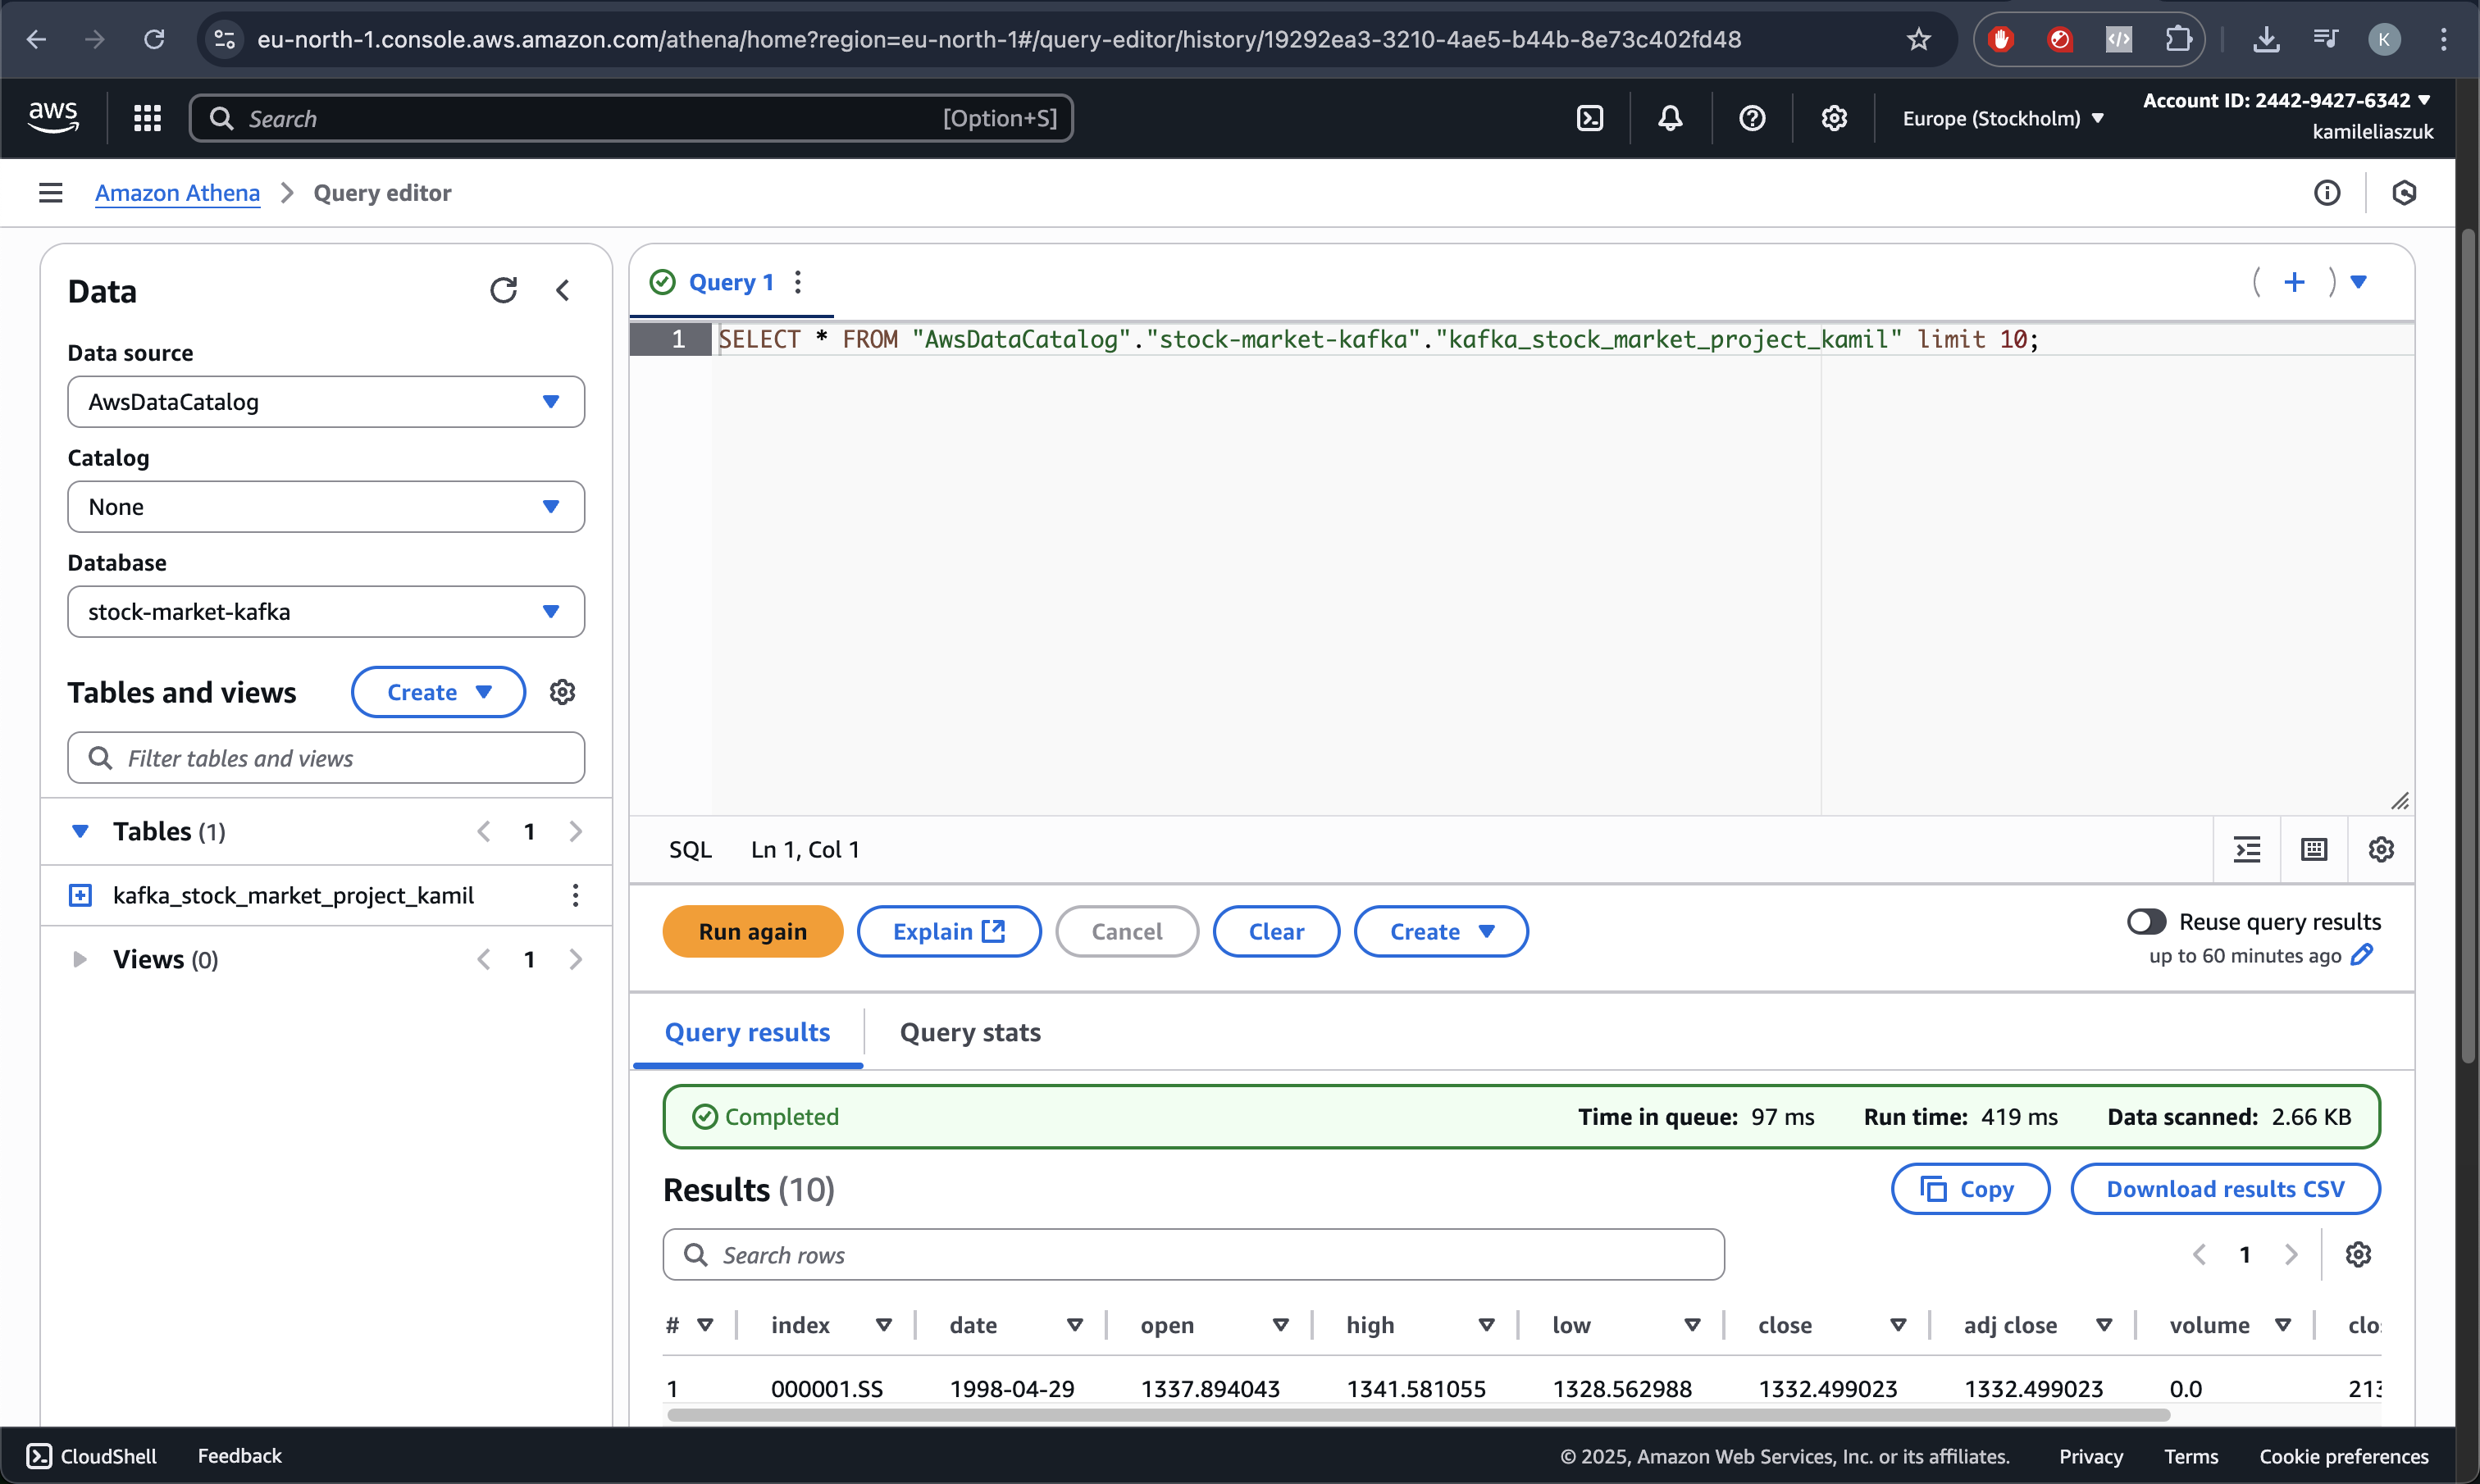 eu-north-1.console.aws.amazon.com/athena/home?region=eu-north-1#/query-editor/history/19292ea3-3210-4ae5-b44b-8e73c402fd48
K
aws
Search
[Option+S]
Europe (Stockholm)
Account ID: 2442-9427-6342
kamileliaszuk
Amazon Athena
Query editor
Data
Data source
AwsDataCatalog
Catalog
None
Database
stock-market-kafka
Tables and views
Create
Filter tables and views
Tables (1)
1
kafka_stock_market_project_kamil
Views (0)
1
Query 1
1 SELECT * FROM "AwsDataCatalog"."stock-market-kafka"."kafka_stock_market_project_kamil" limit 10;
SQL Ln 1, Col 1
Run again
Explain
Cancel
Clear
Create
Reuse query results
up to 60 minutes ago
Query results
Query stats
Completed
Time in queue: 97 ms
Run time: 419 ms
Data scanned: 2.66 KB
Results (10)
Copy
Download results CSV
Search rows
1
# index date open high low close adj close volume clo
1 000001.SS 1998-04-29 1337.894043 1341.581055 1328.562988 1332.499023 1332.499023 0.0 213
CloudShell
Feedback
© 2025, Amazon Web Services, Inc. or its affiliates.
Privacy
Terms
Cookie preferences